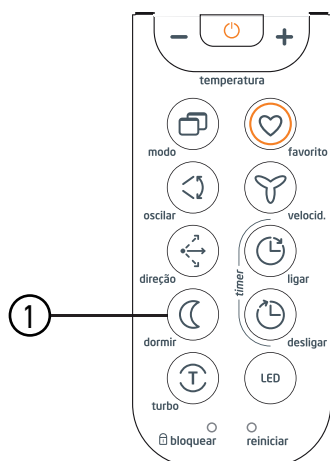 − +
temperatura
modo
favorito
oscilar
velocid.
direção
timer
ligar
1
dormir
desligar
T
LED
turbo
bloquear
reiniciar